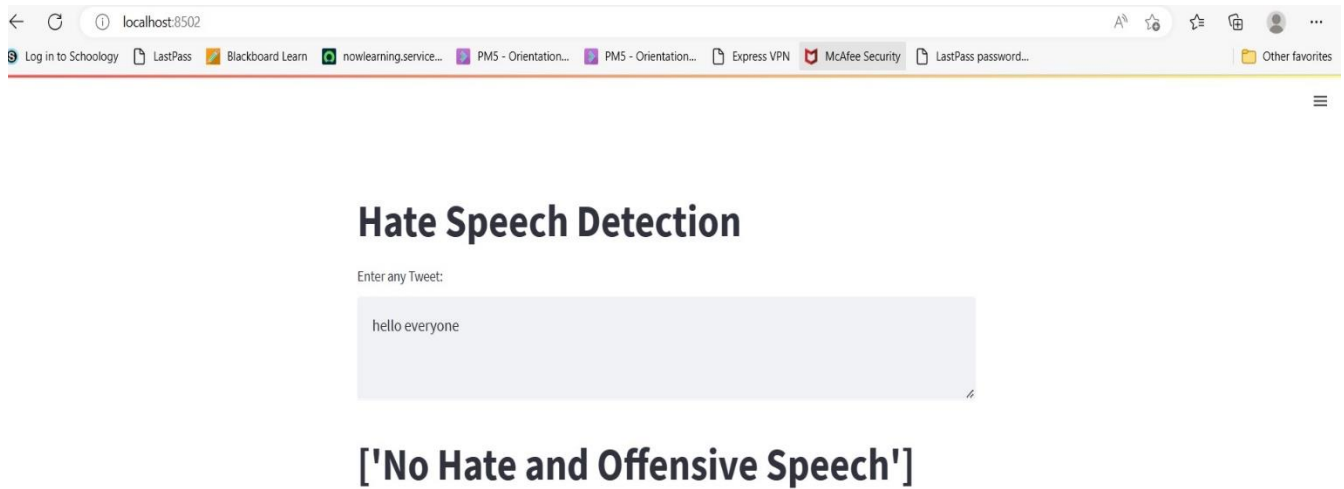 localhost:8502
Log in to Schoology LastPass Blackboard Learn nowlearning.service... PM5 - Orientation... PM5 - Orientation... Express VPN McAfee Security LastPass password... Other favorites
Hate Speech Detection
Enter any Tweet:
hello everyone
['No Hate and Offensive Speech']